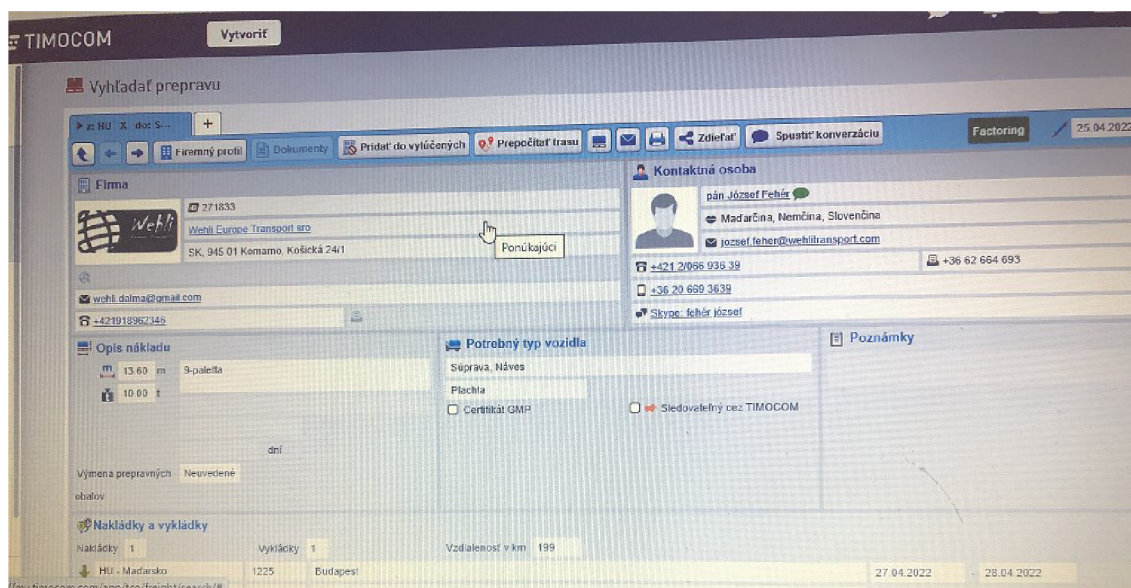 TIMOCOM Vytvoriť
Vyhľadať prepravu
z: HU X do: S... +
Firemný profil Dokumenty Pridať do vylúčených Prepočítať trasu Zdieľať Spustiť konverzáciu Factoring 25.04.2022
Firma
271833
Wehli
Wehli Europe Transport sro
Ponúkajúci
SK, 945 01 Komarno, Košická 24/1
wehli.dalma@gmail.com
+421918962346
Kontaktná osoba
pán József Fehér
Maďarčina, Nemčina, Slovenčina
jozsef.feher@wehlitransport.com
+421 2/066 936 39 +36 62 664 693
+36 20 669 3639
Skype: fehér józsef
Opis nákladu
m 13.60 m 9-paletta
10.00 t
dní
Výmena prepravných Neuvedené
obalov
Potrebný typ vozidla
Súprava, Náves
Plachta
Certifikát GMP Sledovateľný cez TIMOCOM
Poznámky
Nakládky a vykládky
Nakládky 1 Vykládky 1 Vzdialenosť v km 199
HU - Maďarsko 1225 Budapest 27.04.2022 - 28.04.2022